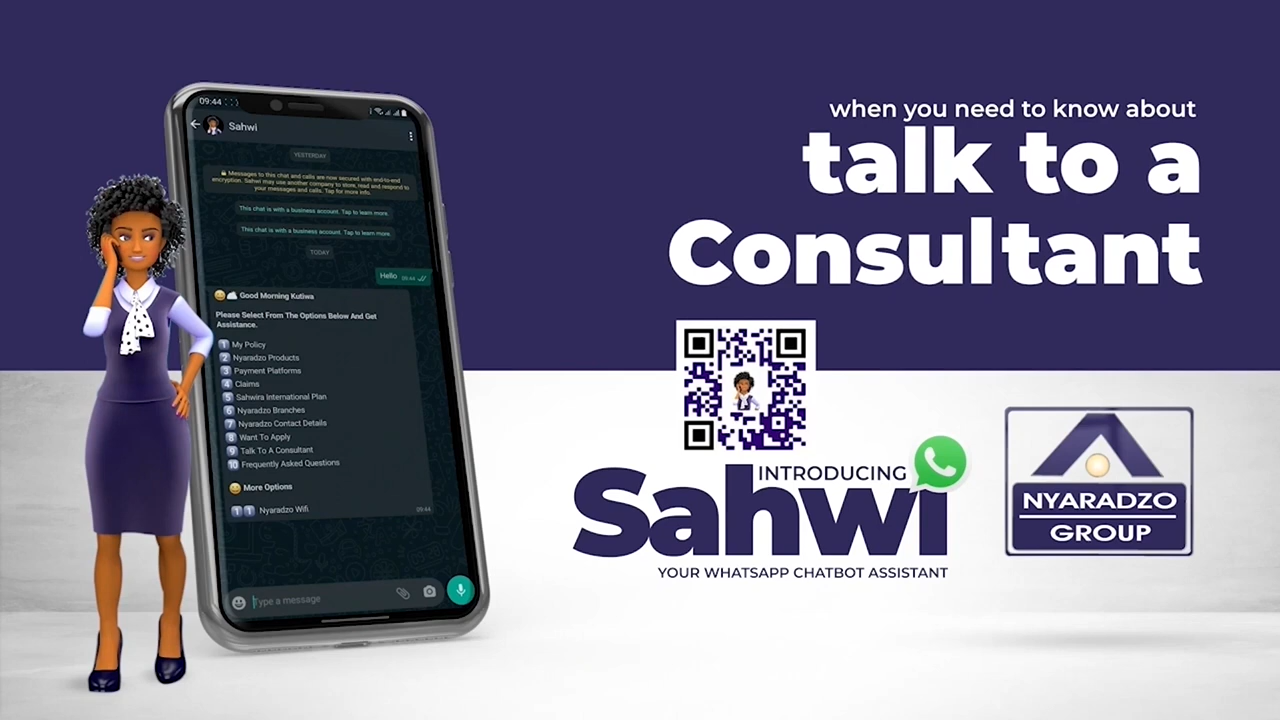 09:44
Sahwi
YESTERDAY
Messages to this chat and calls are now secured with end-to-end
encryption. Sahwi may use another company to store, read and respond to
your messages and calls. Tap for more info.
This chat is with a business account. Tap to learn more.
This chat is with a business account. Tap to learn more.
TODAY
Hello 09:44
Good Morning Kutiwa
Please Select From The Options Below And Get
Assistance.
1 My Policy
2 Nyaradzo Products
3 Payment Platforms
4 Claims
5 Sahwira International Plan
6 Nyaradzo Branches
7 Nyaradzo Contact Details
8 Want To Apply
9 Talk To A Consultant
10 Frequently Asked Questions
More Options
1 1 Nyaradzo Wifi
09:44
Type a message
when you need to know about
talk to a
Consultant
INTRODUCING
Sahwi
YOUR WHATSAPP CHATBOT ASSISTANT
NYARADZO
GROUP